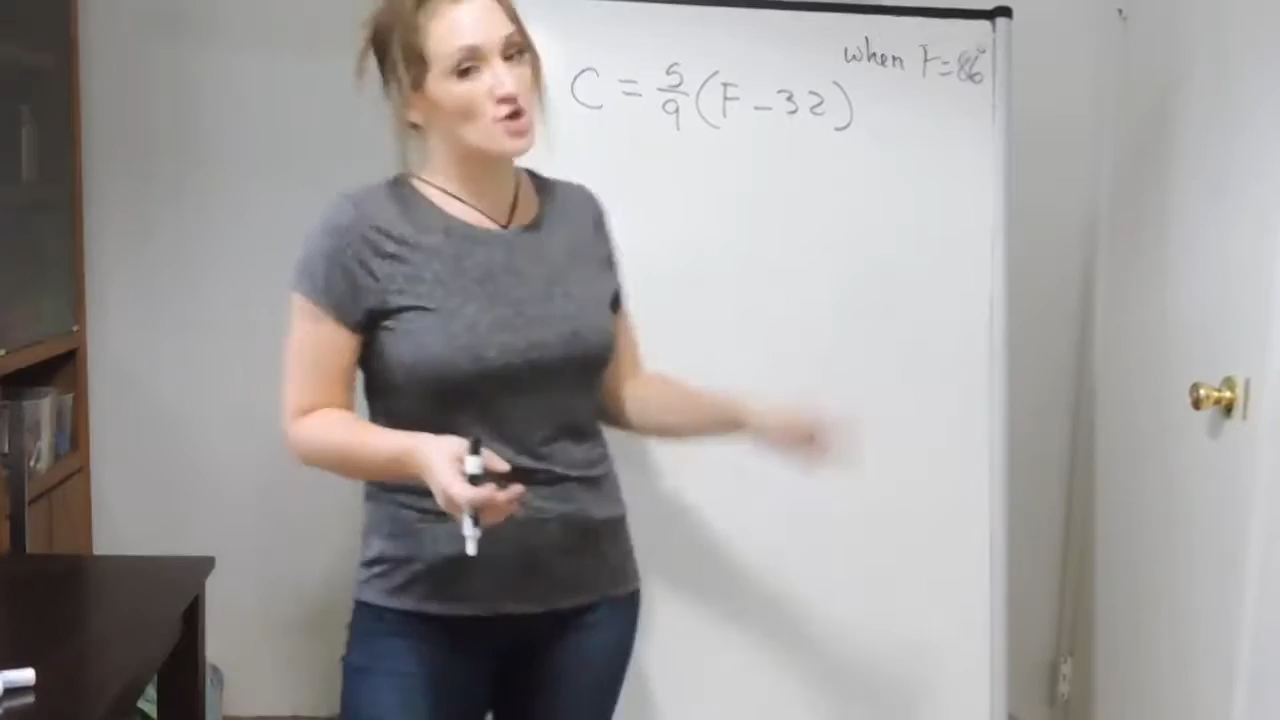 when F=86°
C = 5/9 (F - 32)